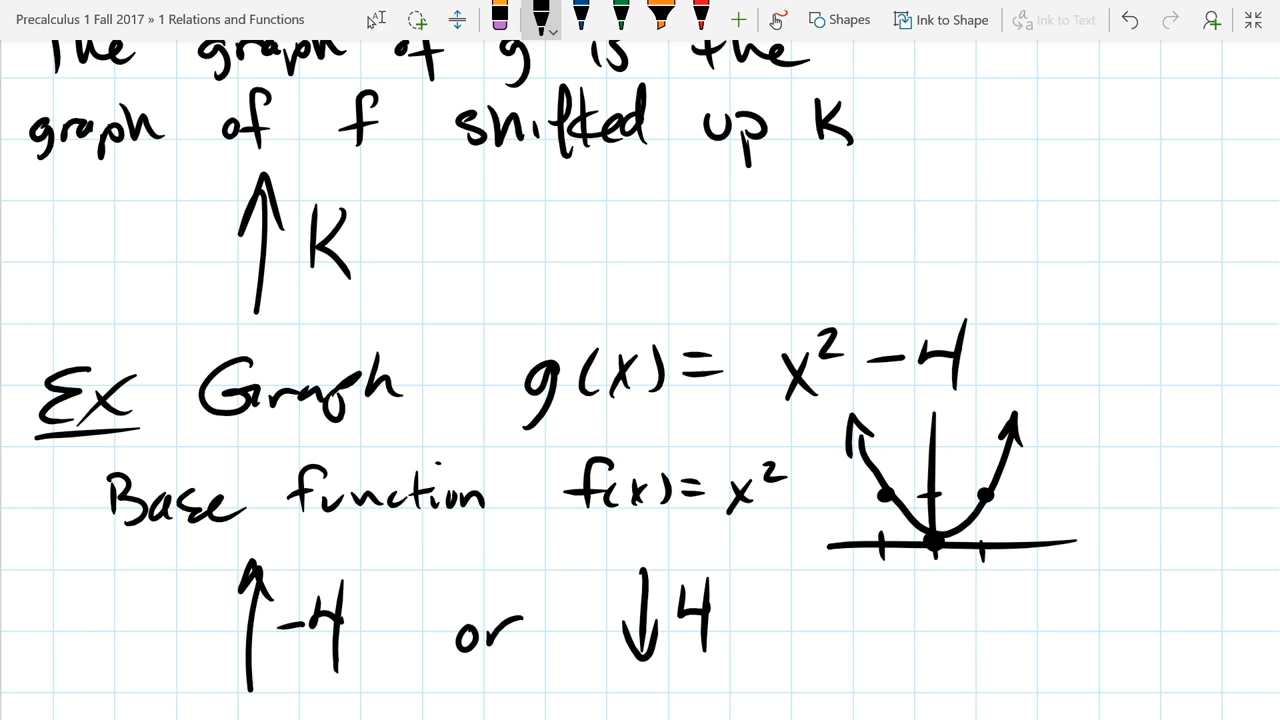 Precalculus 1 Fall 2017 » 1 Relations and Functions
Shapes
Ink to Shape
Ink to Text
The graph of g is the
graph of f shifted up K
↑ K
Ex Graph g(x) = x² - 4
Base function f(x) = x²
↑ -4 or ↓ 4